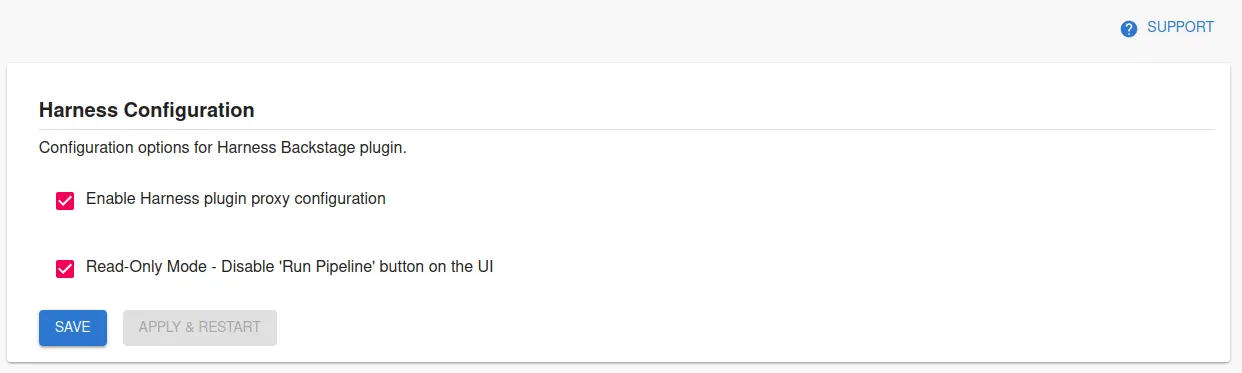 SUPPORT
Harness Configuration
Configuration options for Harness Backstage plugin.
Enable Harness plugin proxy configuration
Read-Only Mode - Disable 'Run Pipeline' button on the UI
SAVE
APPLY & RESTART